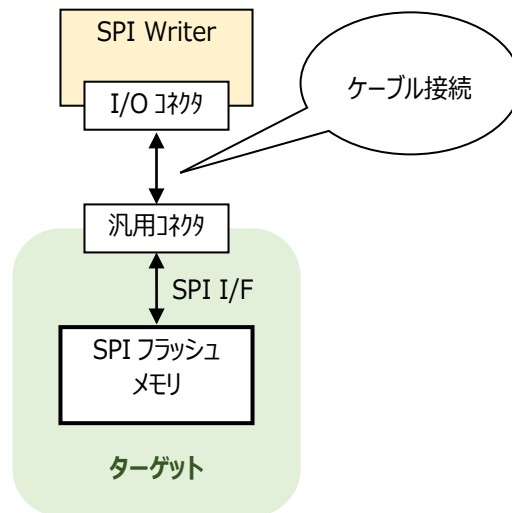 SPI Writer
I/O コネクタ
ケーブル接続
汎用コネクタ
SPI I/F
SPI フラッシュ
メモリ
ターゲット